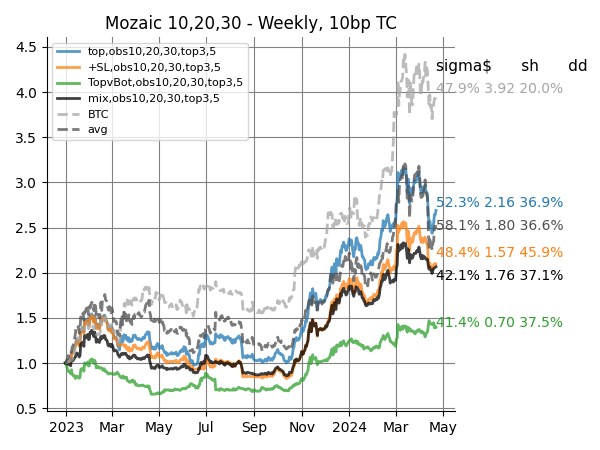 Mozaic 10,20,30 - Weekly, 10bp TC
top,obs10,20,30,top3,5
+SL,obs10,20,30,top3,5
TopvBot,obs10,20,30,top3,5
mix,obs10,20,30,top3,5
BTC
avg
sigma$ sh dd
47.9% 3.92 20.0%
52.3% 2.16 36.9%
58.1% 1.80 36.6%
48.4% 1.57 45.9%
42.1% 1.76 37.1%
41.4% 0.70 37.5%
4.5
4.0
3.5
3.0
2.5
2.0
1.5
1.0
0.5
2023 Mar May Jul Sep Nov 2024 Mar May